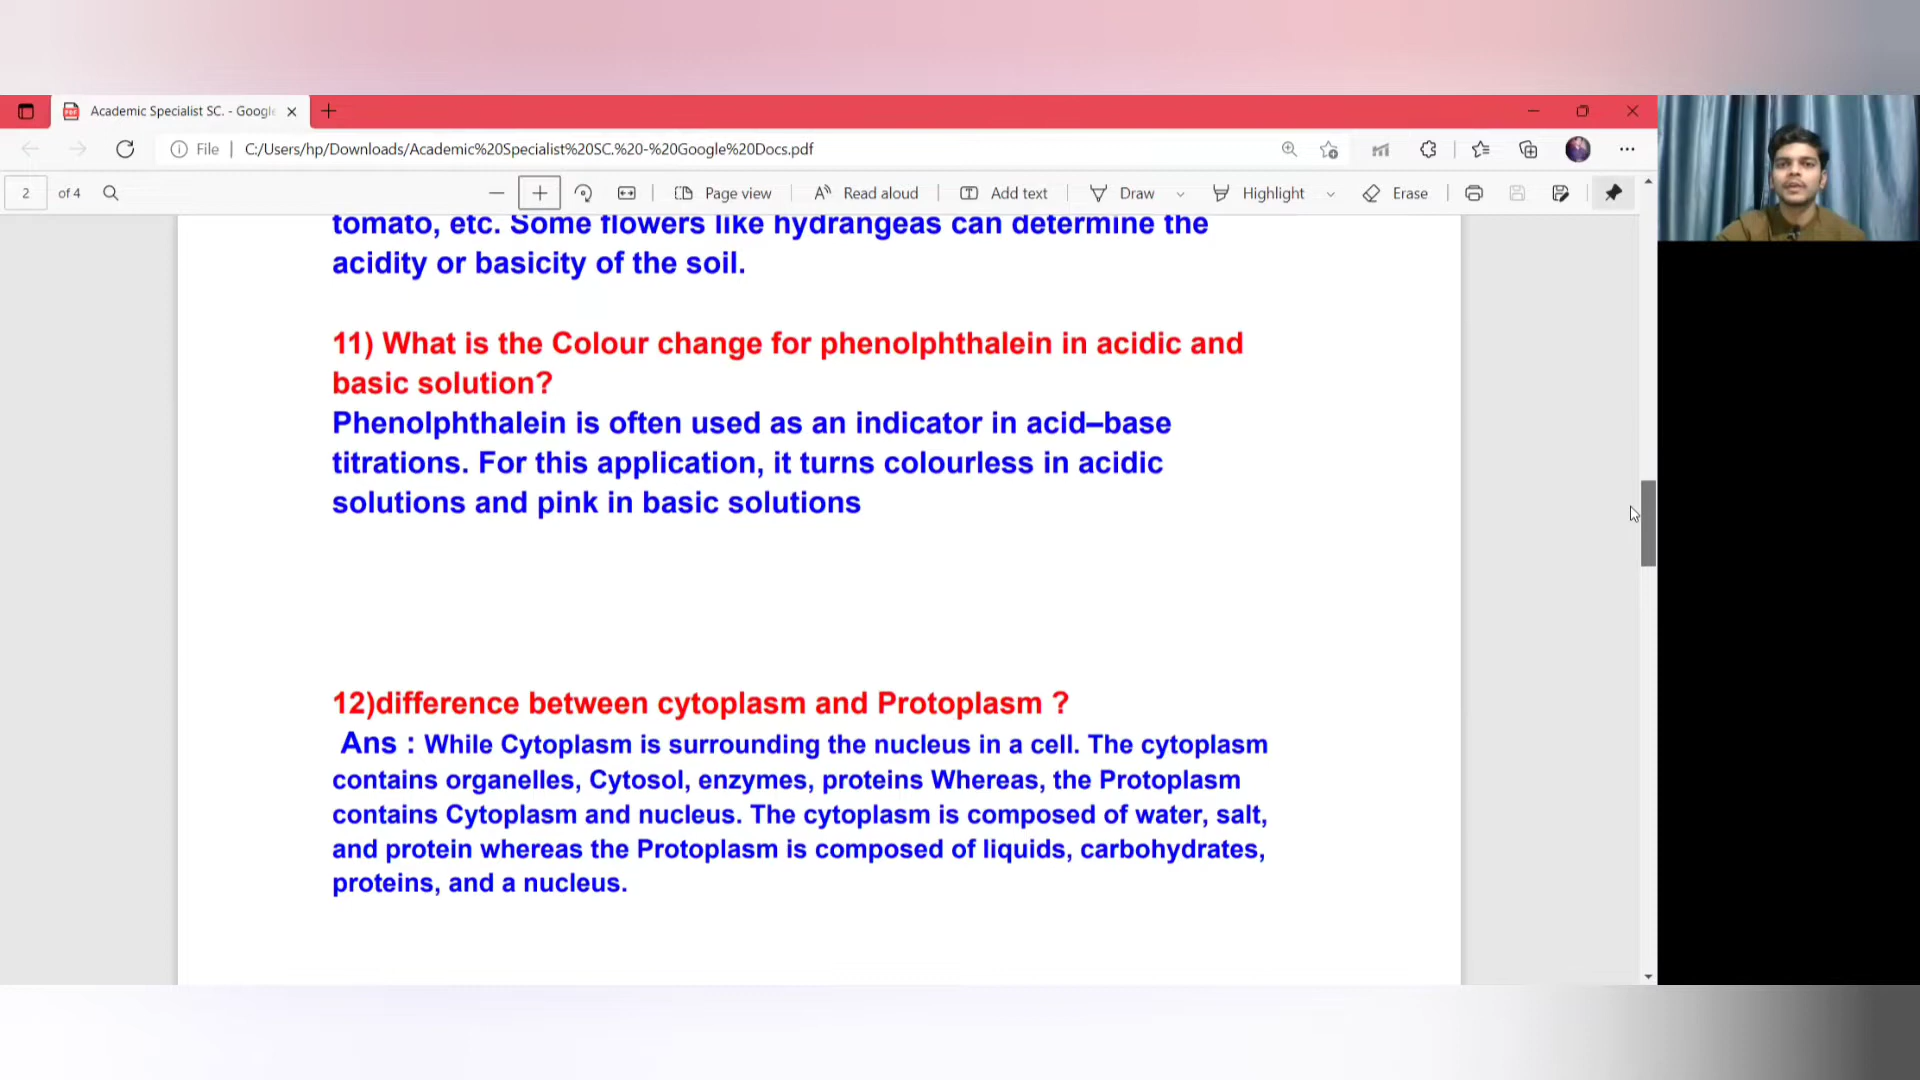 Academic Specialist SC. - Googl
File
C:/Users/hp/Downloads/Academic%20Specialist%20SC.%20-%20Google%20Docs.pdf
2 of 4
Page view
Read aloud
Add text
Draw
Highlight
Erase
tomato, etc. Some flowers like hydrangeas can determine the
acidity or basicity of the soil.
11) What is the Colour change for phenolphthalein in acidic and
basic solution?
Phenolphthalein is often used as an indicator in acid–base
titrations. For this application, it turns colourless in acidic
solutions and pink in basic solutions
12)difference between cytoplasm and Protoplasm ?
Ans : While Cytoplasm is surrounding the nucleus in a cell. The cytoplasm
contains organelles, Cytosol, enzymes, proteins Whereas, the Protoplasm
contains Cytoplasm and nucleus. The cytoplasm is composed of water, salt,
and protein whereas the Protoplasm is composed of liquids, carbohydrates,
proteins, and a nucleus.